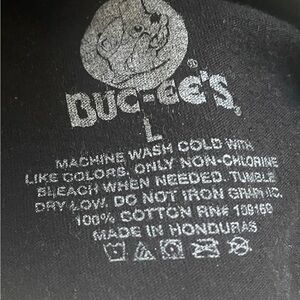 BUC-EE'S®
L
MACHINE WASH COLD WITH
LIKE COLORS. ONLY NON-CHLORINE
BLEACH WHEN NEEDED. TUMBLE
DRY LOW. DO NOT IRON GRAPHIC.
100% COTTON RN# 109169
MADE IN HONDURAS